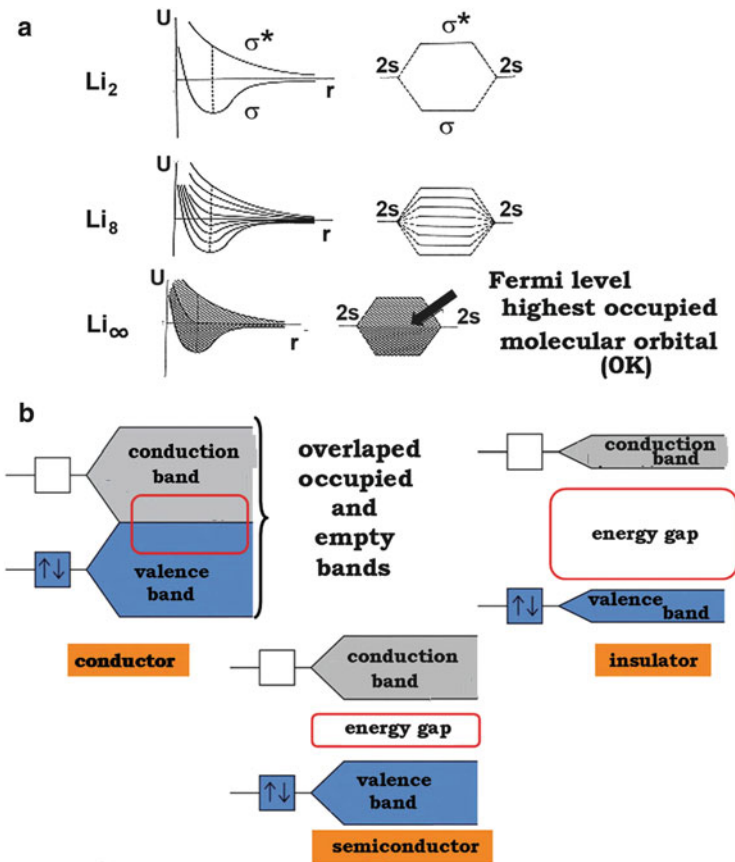 a
U
σ*
2s 2s
Li2
r
σ
σ
U
Li8
2s 2s
r
U
Fermi level
highest occupied
molecular orbital
(0K)
2s 2s
Li∞
r
b
conduction
band
valence
band
conductor
overlaped
occupied
and
empty
bands
conduction
band
energy gap
valence
band
insulator
conduction
band
energy gap
valence
band
semiconductor
↑↓
↑↓
↑↓